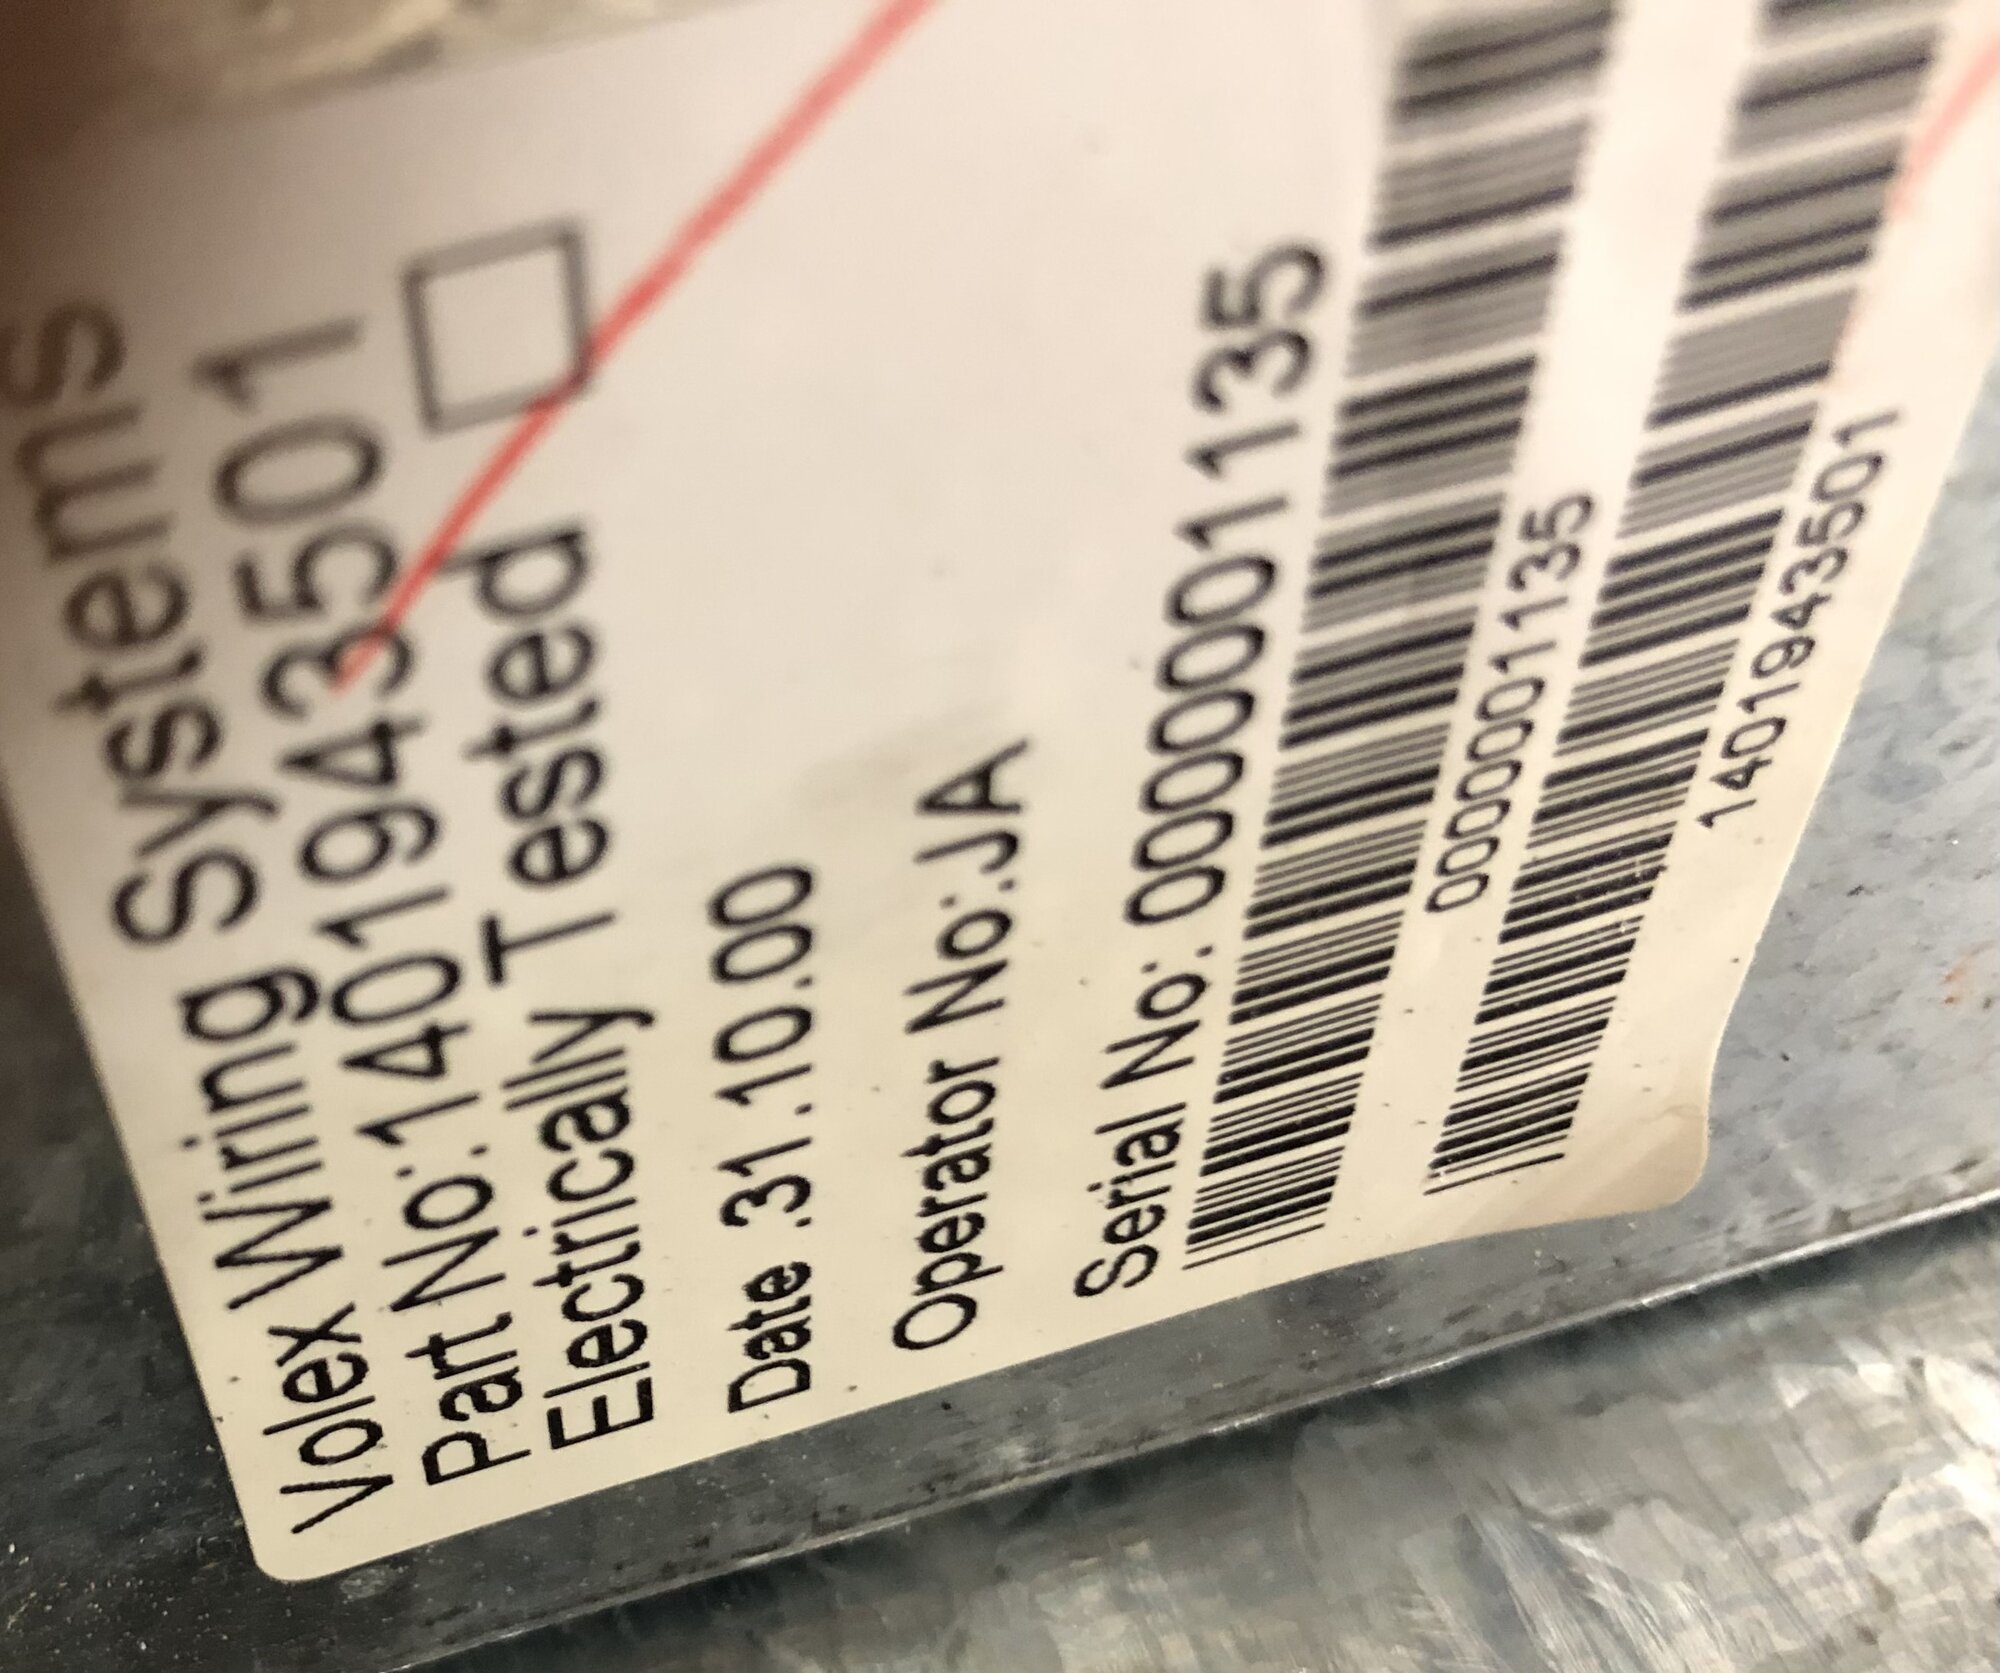 Volex Wiring Systems
Part No:1401943501
Electrically Tested
Date :31.10.00
Operator No:JA
Serial No: 0000001135
0000001135
1401943501